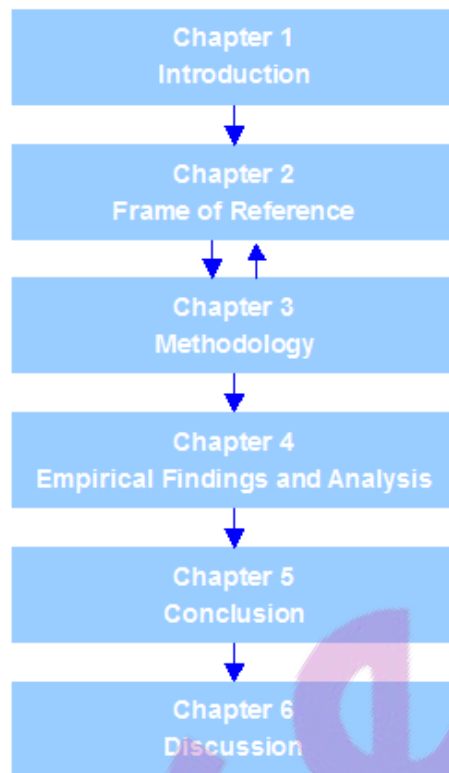 Chapter 1
Introduction
Chapter 2
Frame of Reference
Chapter 3
Methodology
Chapter 4
Empirical Findings and Analysis
Chapter 5
Conclusion
Chapter 6
Discussion